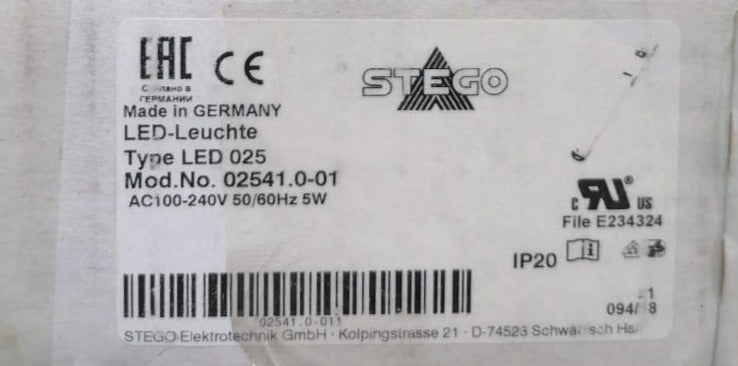 EAC CE
STEGO
ГЕРМАНИИ
Made in GERMANY
LED-Leuchte
Type LED 025
Mod.No. 02541.0-01
AC100-240V 50/60Hz 5W
c RU ® US
File E234324
IP20
02541.0-011
STEGO Elektrotechnik GmbH · Kolpingstrasse 21 · D-74523